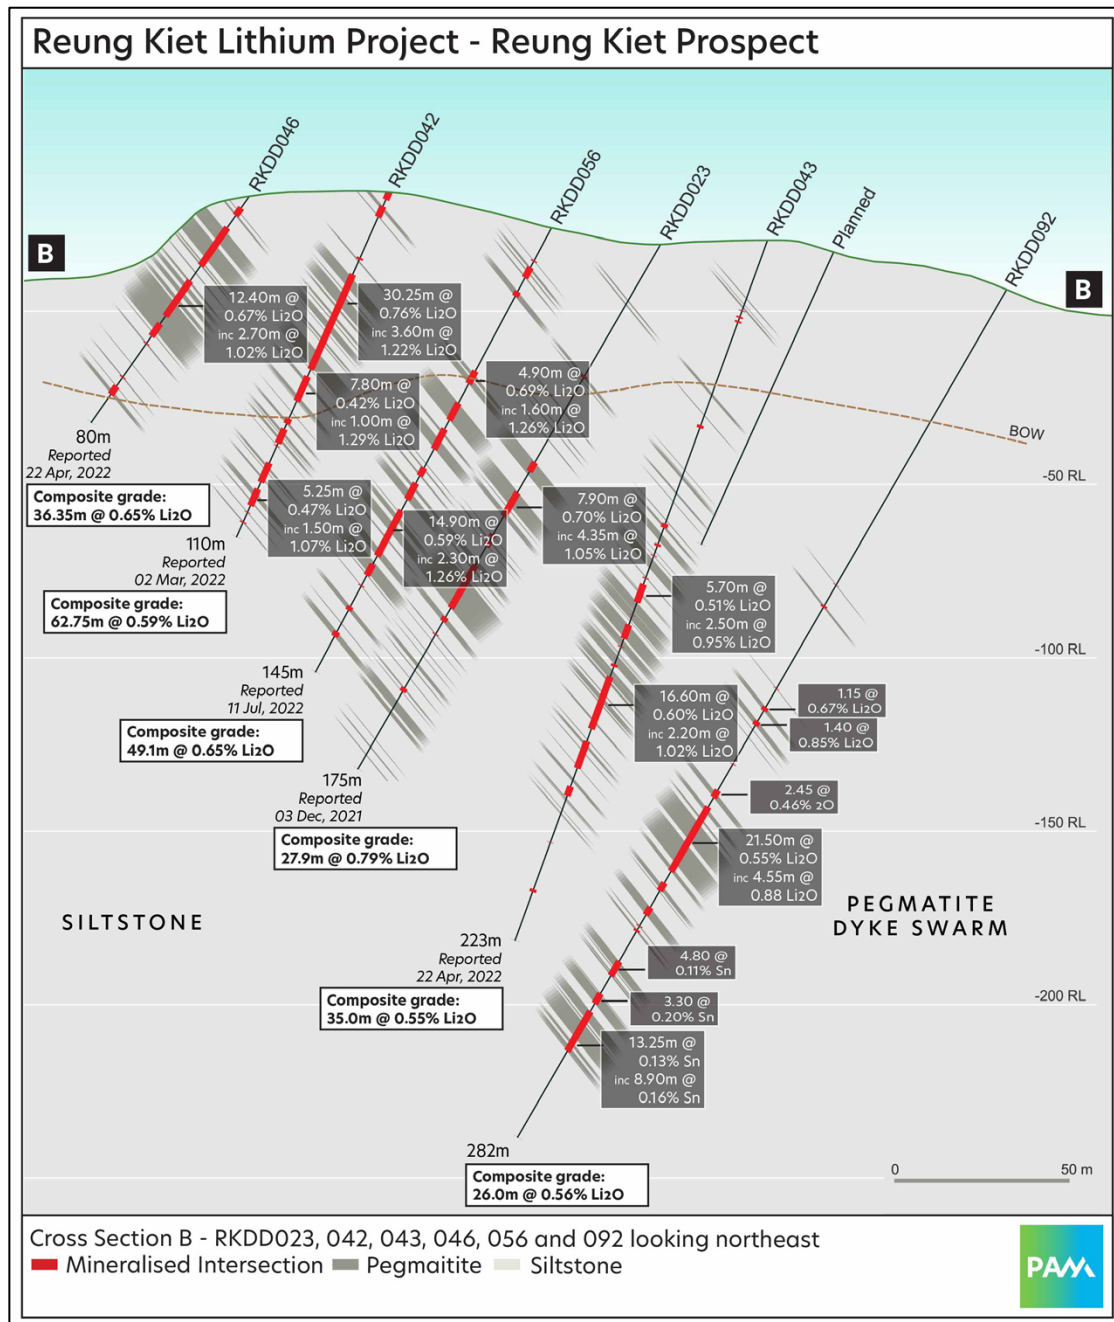 Reung Kiet Lithium Project - Reung Kiet Prospect
RKDD046
RKDD042
RKDD056
RKDD023
RKDD043
Planned
RKDD092
B
B
12.40m @
0.67% Li2O
inc 2.70m @
1.02% Li2O
30.25m @
0.76% Li2O
inc 3.60m @
1.22% Li2O
7.80m @
0.42% Li2O
inc 1.00m @
1.29% Li2O
4.90m @
0.69% Li2O
inc 1.60m @
1.26% Li2O
BOW
80m
Reported
22 Apr, 2022
Composite grade:
36.35m @ 0.65% Li2O
-50 RL
5.25m @
0.47% Li2O
inc 1.50m @
1.07% Li2O
14.90m @
0.59% Li2O
inc 2.30m @
1.26% Li2O
7.90m @
0.70% Li2O
inc 4.35m @
1.05% Li2O
110m
Reported
02 Mar, 2022
Composite grade:
62.75m @ 0.59% Li2O
5.70m @
0.51% Li2O
inc 2.50m @
0.95% Li2O
-100 RL
145m
Reported
11 Jul, 2022
Composite grade:
49.1m @ 0.65% Li2O
16.60m @
0.60% Li2O
inc 2.20m @
1.02% Li2O
1.15 @
0.67% Li2O
1.40 @
0.85% Li2O
175m
Reported
03 Dec, 2021
Composite grade:
27.9m @ 0.79% Li2O
2.45 @
0.46% 2O
-150 RL
21.50m @
0.55% Li2O
inc 4.55m @
0.88 Li2O
SILTSTONE
PEGMATITE
DYKE SWARM
223m
Reported
22 Apr, 2022
Composite grade:
35.0m @ 0.55% Li2O
4.80 @
0.11% Sn
3.30 @
0.20% Sn
-200 RL
13.25m @
0.13% Sn
inc 8.90m @
0.16% Sn
282m
Composite grade:
26.0m @ 0.56% Li2O
0 50 m
Cross Section B - RKDD023, 042, 043, 046, 056 and 092 looking northeast
Mineralised Intersection Pegmaitite Siltstone
PAM